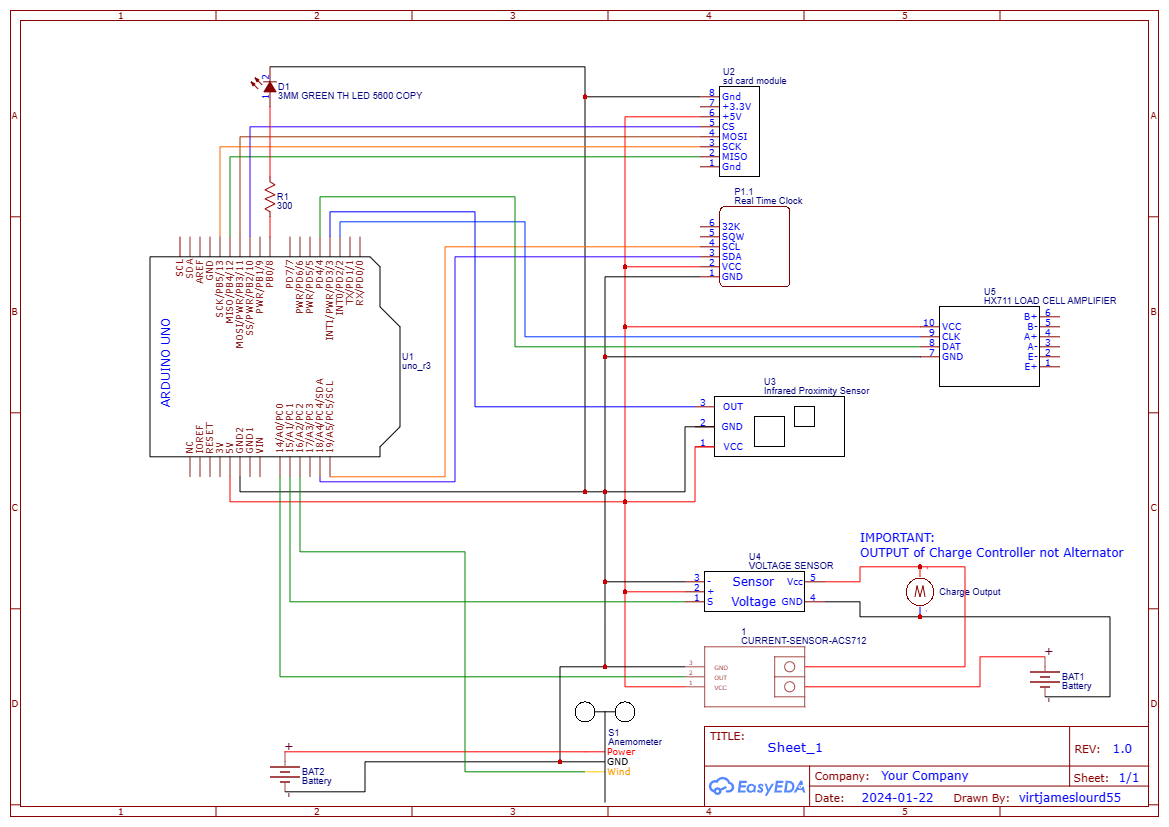 1 2 3 4 5
A
B
C
D
A
B
C
D
1 2 3 4 5
2
1
D1
3MM GREEN TH LED 5600 COPY
R1
300
U2
sd card module
8 Gnd
7 +3.3V
6 +5V
5 CS
4 MOSI
3 SCK
2 MISO
1 Gnd
P1.1
Real Time Clock
6 32K
5 SQW
4 SCL
3 SDA
2 VCC
1 GND
U5
HX711 LOAD CELL AMPLIFIER
10 VCC
9 CLK
8 DAT
7 GND
B+ 6
B- 5
A+ 4
A- 3
E- 2
E+ 1
SCL
SDA
AREF
GND
SCK/PB5/13
MISO/PB4/12
MOSI/PWR/PB3/11
SS/PWR/PB2/10
PWR/PB1/9
PB0/8
PD7/7
PWR/PD6/6
PWR/PD5/5
PD4/4
INT1/PWR/PD3/3
INT0/PD2/2
TX/PD1/1
RX/PD0/0
ARDUINO UNO
U1
uno_r3
NC
IOREF
RESET
3V
5V
GND2
GND1
VIN
14/A0/PC0
15/A1/PC1
16/A2/PC2
17/A3/PC3
18/A4/PC4/SDA
19/A5/PC5/SCL
U3
Infrared Proximity Sensor
3 OUT
2 GND
1 VCC
IMPORTANT:
OUTPUT of Charge Controller not Alternator
U4
VOLTAGE SENSOR
3 - Sensor Vcc 5
2 +
1 S Voltage GND 4
M
Charge Output
1
CURRENT-SENSOR-ACS712
3 GND
2 OUT
1 VCC
+
BAT1
Battery
-
S1
Anemometer
Power
GND
Wind
+
BAT2
Battery
-
TITLE:
Sheet_1
REV: 1.0
EasyEDA
Company: Your Company
Sheet: 1/1
Date: 2024-01-22 Drawn By: virtjameslourd55